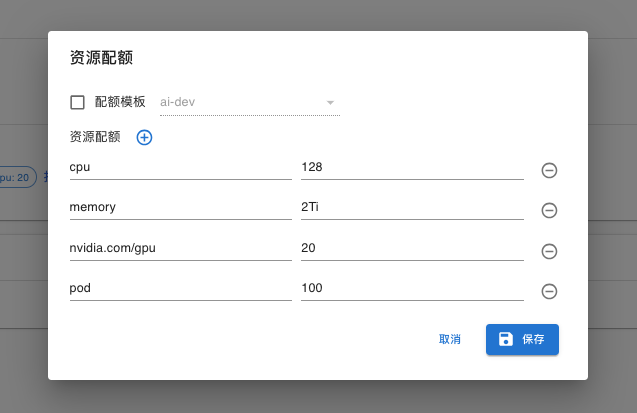 资源配额
配额模板 ai-dev
资源配额
pu: 20
cpu 128
memory 2Ti
nvidia.com/gpu 20
pod 100
取消 保存